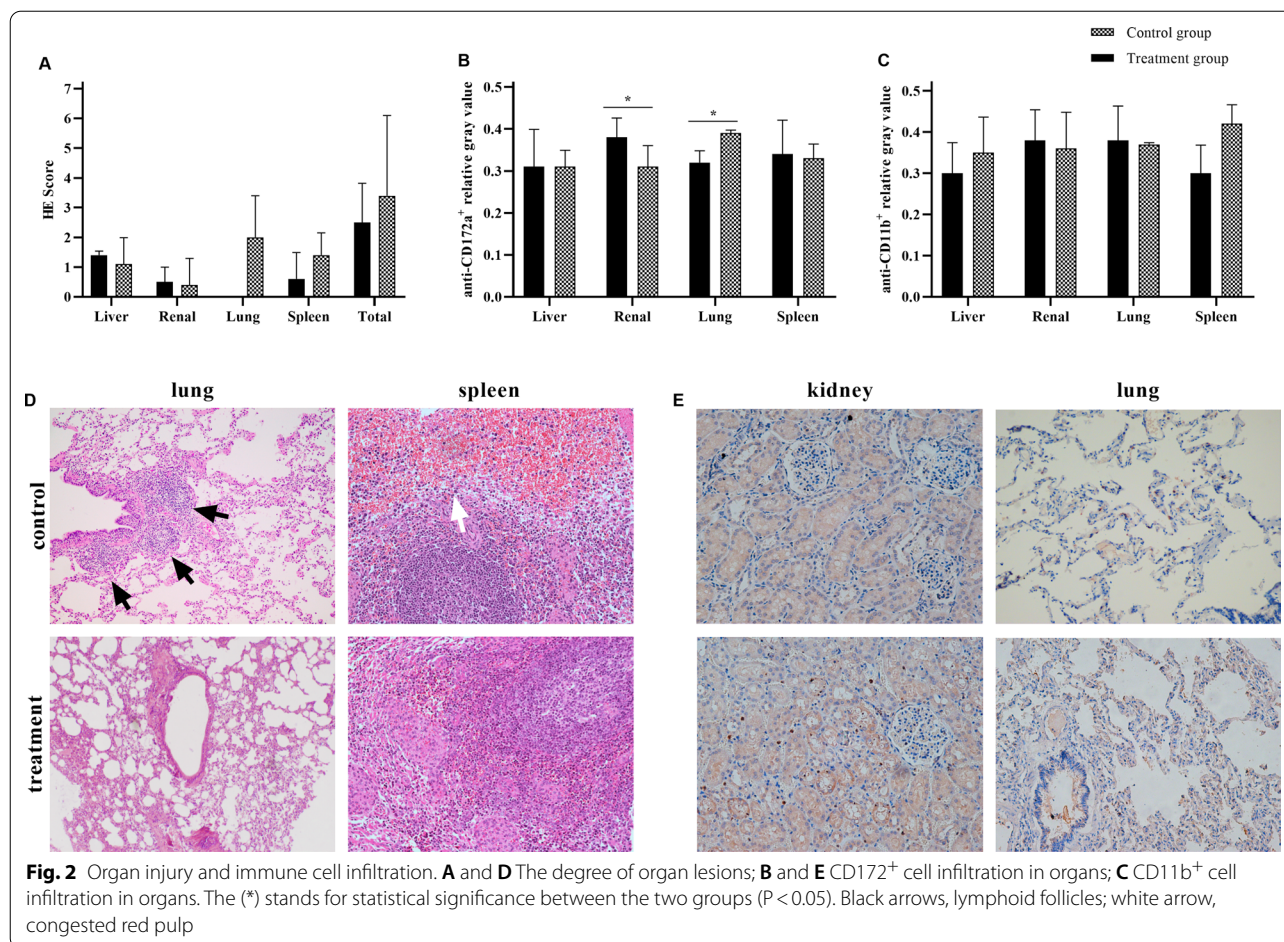 Control group
Treatment group
A
HE Score
7
6
5
4
3
2
1
0
Liver Renal Lung Spleen Total
B
anti-CD172a+ relative gray value
0.5
0.4
0.3
0.2
0.1
0.0
* *
Liver Renal Lung Spleen
C
anti-CD11b+ relative gray value
0.5
0.4
0.3
0.2
0.1
0.0
Liver Renal Lung Spleen
D
lung spleen
control
treatment
E
kidney lung
Fig. 2 Organ injury and immune cell infiltration. A and D The degree of organ lesions; B and E CD172+ cell infiltration in organs; C CD11b+ cell
infiltration in organs. The (*) stands for statistical significance between the two groups (P < 0.05). Black arrows, lymphoid follicles; white arrow,
congested red pulp